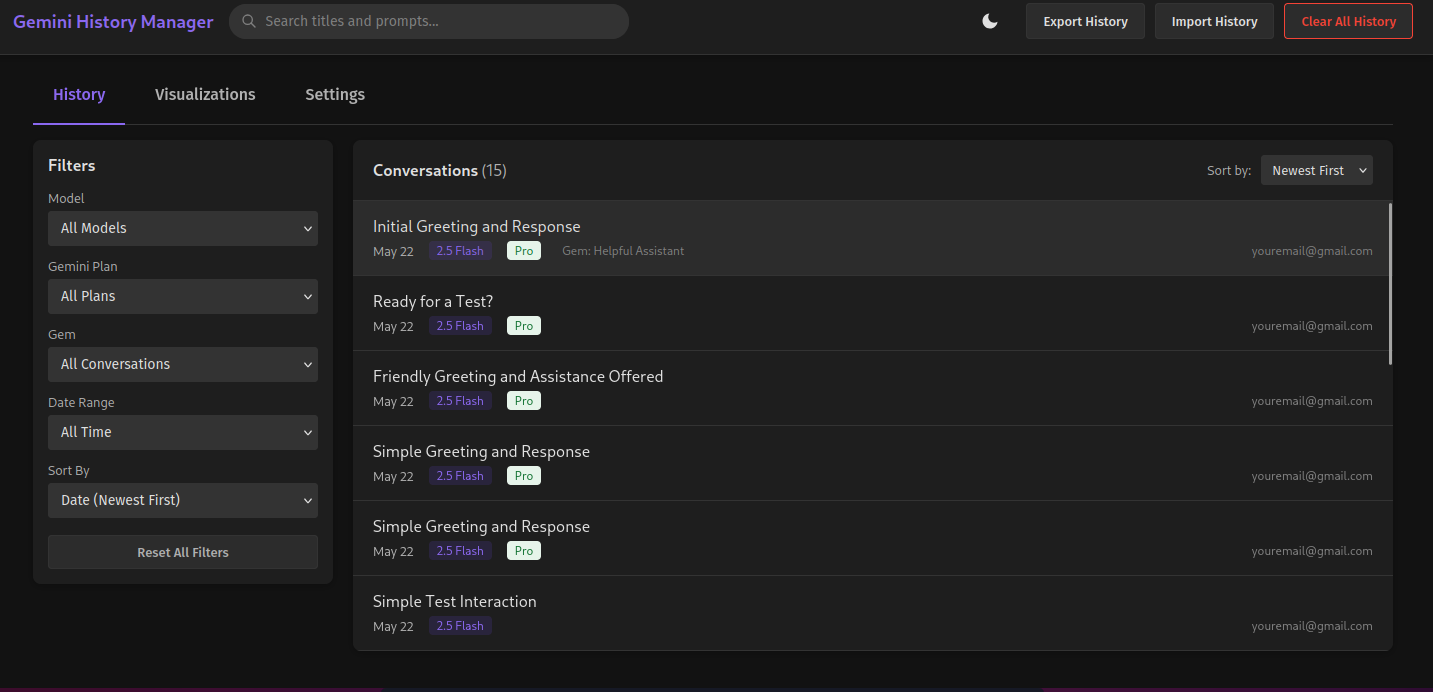 Gemini History Manager
Search titles and prompts...
Export History
Import History
Clear All History
History
Visualizations
Settings
Filters
Model
All Models
Gemini Plan
All Plans
Gem
All Conversations
Date Range
All Time
Sort By
Date (Newest First)
Reset All Filters
Conversations (15)
Sort by: Newest First
Initial Greeting and Response
May 22 2.5 Flash Pro Gem: Helpful Assistant youremail@gmail.com
Ready for a Test?
May 22 2.5 Flash Pro youremail@gmail.com
Friendly Greeting and Assistance Offered
May 22 2.5 Flash Pro youremail@gmail.com
Simple Greeting and Response
May 22 2.5 Flash Pro youremail@gmail.com
Simple Greeting and Response
May 22 2.5 Flash Pro youremail@gmail.com
Simple Test Interaction
May 22 2.5 Flash youremail@gmail.com